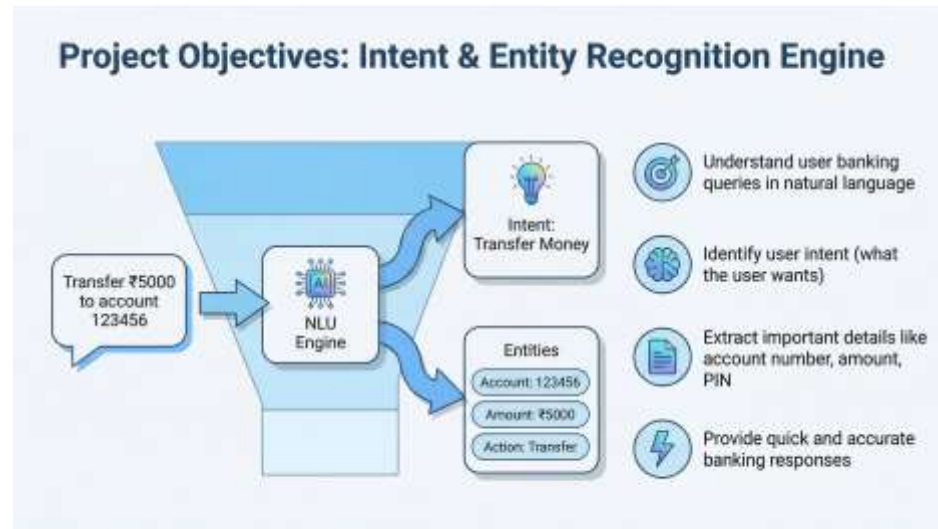 Project Objectives: Intent & Entity Recognition Engine
Transfer ₹5000
to account
123456
AI
NLU
Engine
Intent:
Transfer Money
Entities
Account: 123456
Amount: ₹5000
Action: Transfer
Understand user banking
queries in natural language
Identify user intent (what
the user wants)
Extract important details like
account number, amount,
PIN
Provide quick and accurate
banking responses